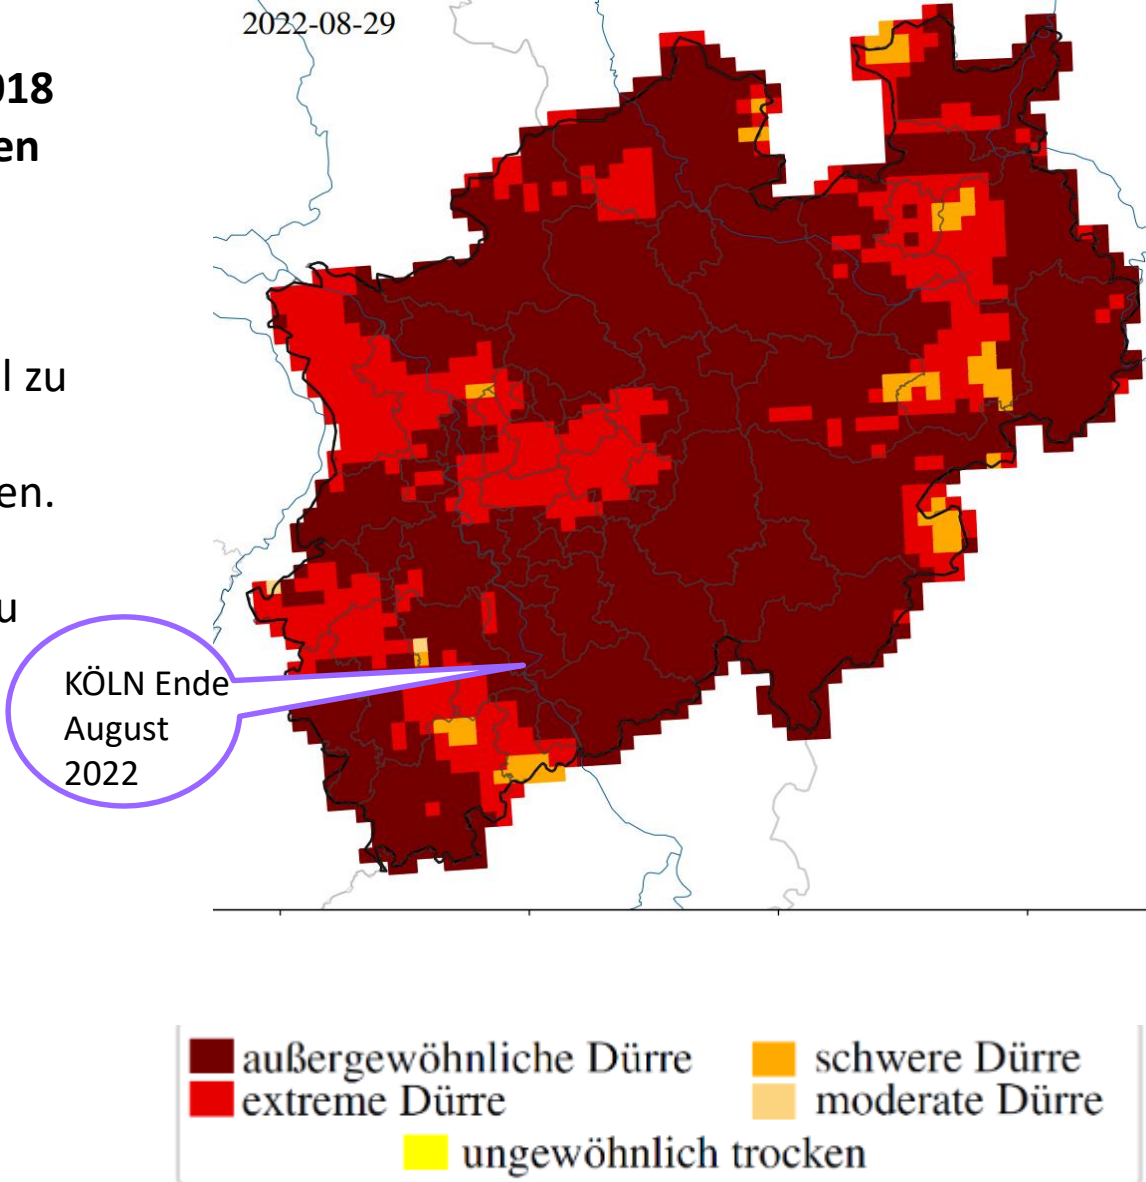 2022-08-29
018
en
l zu
en.
u
KÖLN Ende
August
2022
außergewöhnliche Dürre
schwere Dürre
extreme Dürre
moderate Dürre
ungewöhnlich trocken